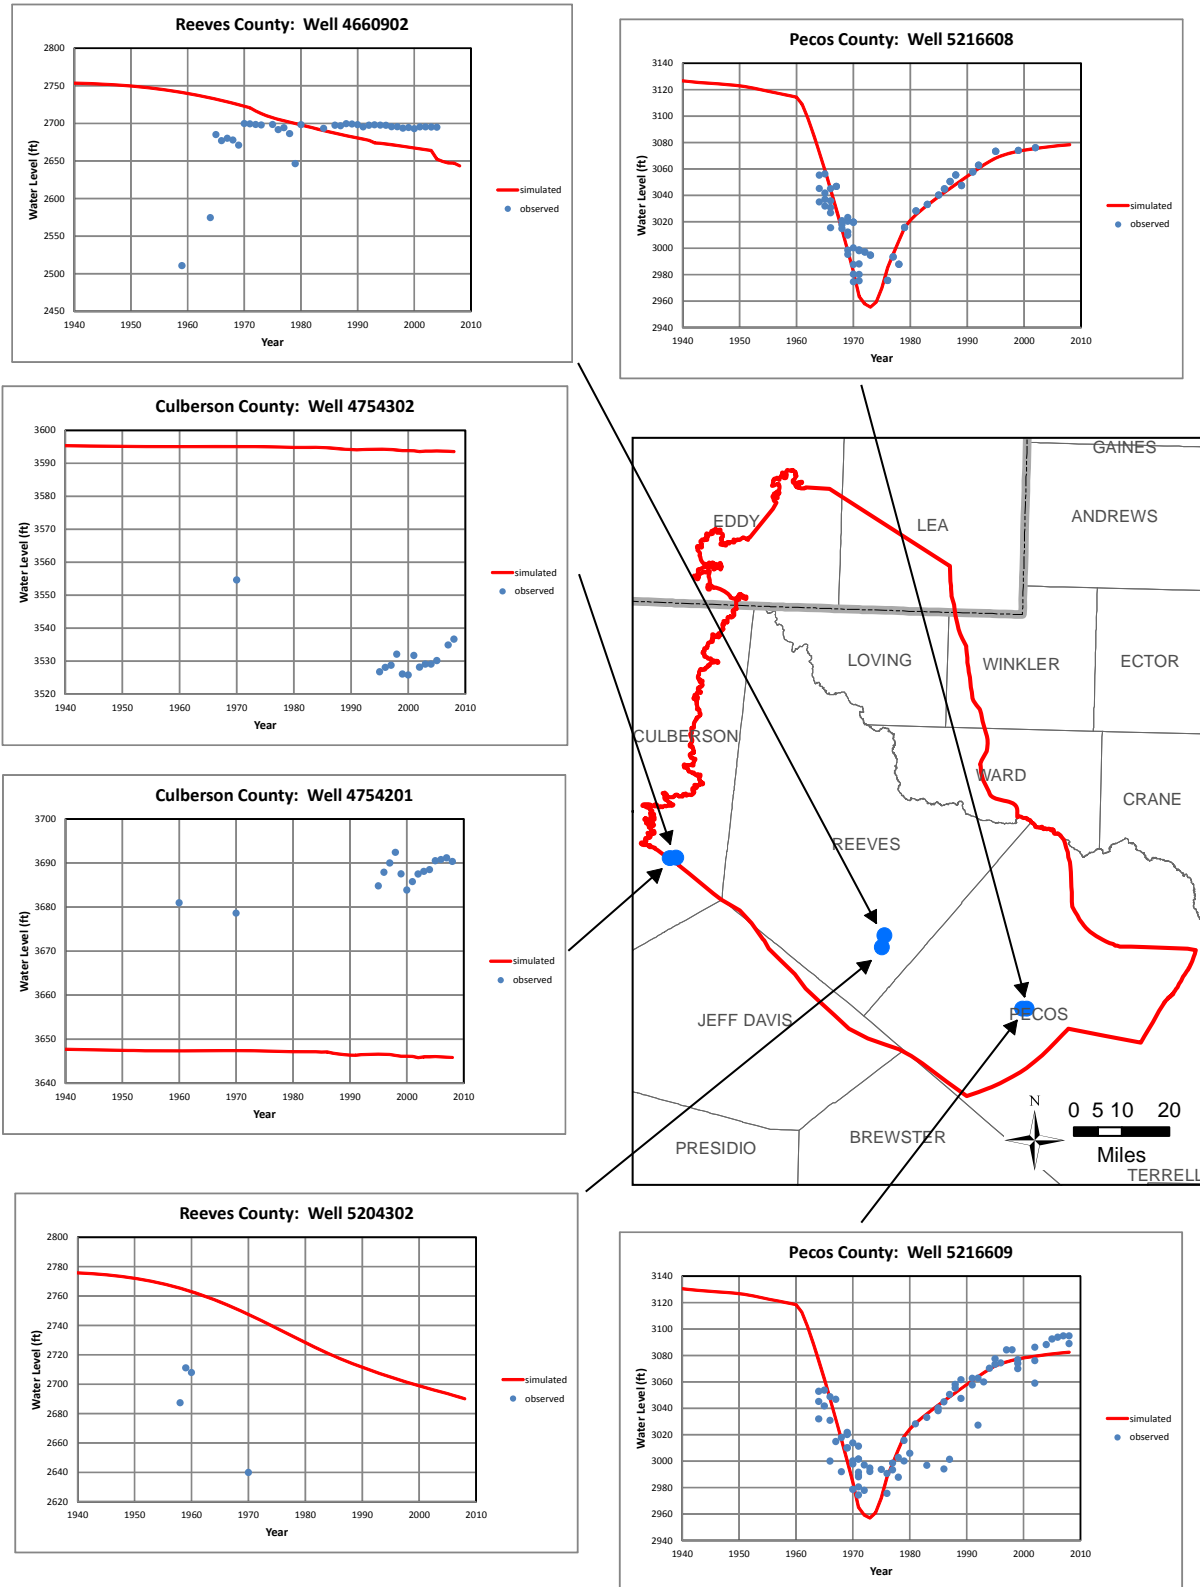 Reeves County: Well 4660902
2800
2750
2700
2650
2600
2550
2500
2450
Water Level (ft)
1940 1950 1960 1970 1980 1990 2000 2010
Year
simulated
observed
Pecos County: Well 5216608
3140
3120
3100
3080
3060
3040
3020
3000
2980
2960
2940
Water Level (ft)
1940 1950 1960 1970 1980 1990 2000 2010
Year
simulated
observed
Culberson County: Well 4754302
3600
3590
3580
3570
3560
3550
3540
3530
3520
Water Level (ft)
1940 1950 1960 1970 1980 1990 2000 2010
Year
simulated
observed
GAINES
EDDY
LEA
ANDREWS
LOVING
WINKLER
ECTOR
CULBERSON
WARD
CRANE
REEVES
JEFF DAVIS
PECOS
PRESIDIO
BREWSTER
TERRELL
N
0 5 10 20
Miles
Culberson County: Well 4754201
3700
3690
3680
3670
3660
3650
3640
Water Level (ft)
1940 1950 1960 1970 1980 1990 2000 2010
Year
simulated
observed
Reeves County: Well 5204302
2800
2780
2760
2740
2720
2700
2680
2660
2640
2620
Water Level (ft)
1940 1950 1960 1970 1980 1990 2000 2010
Year
simulated
observed
Pecos County: Well 5216609
3140
3120
3100
3080
3060
3040
3020
3000
2980
2960
2940
Water Level (ft)
1940 1950 1960 1970 1980 1990 2000 2010
Year
simulated
observed